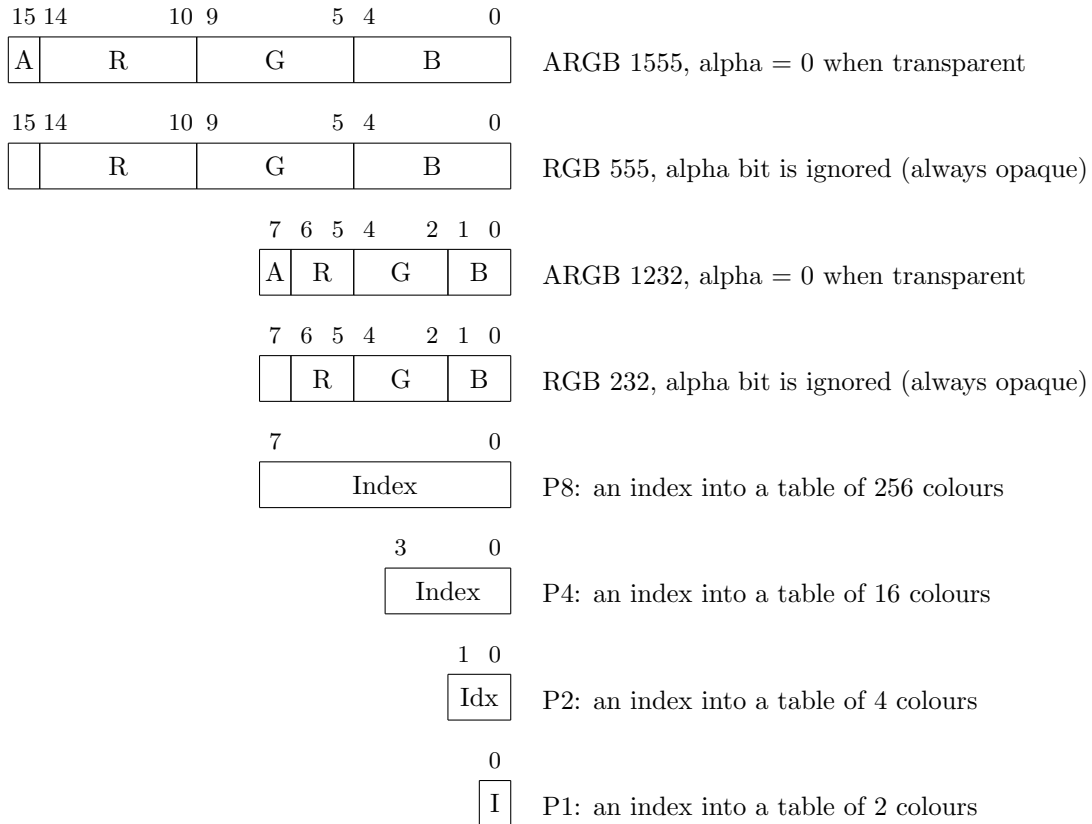 15 14 10 9 5 4 0
A R G B ARGB 1555, alpha = 0 when transparent
15 14 10 9 5 4 0
R G B RGB 555, alpha bit is ignored (always opaque)
7 6 5 4 2 1 0
A R G B ARGB 1232, alpha = 0 when transparent
7 6 5 4 2 1 0
R G B RGB 232, alpha bit is ignored (always opaque)
7 0
Index P8: an index into a table of 256 colours
3 0
Index P4: an index into a table of 16 colours
1 0
Idx P2: an index into a table of 4 colours
0
I P1: an index into a table of 2 colours